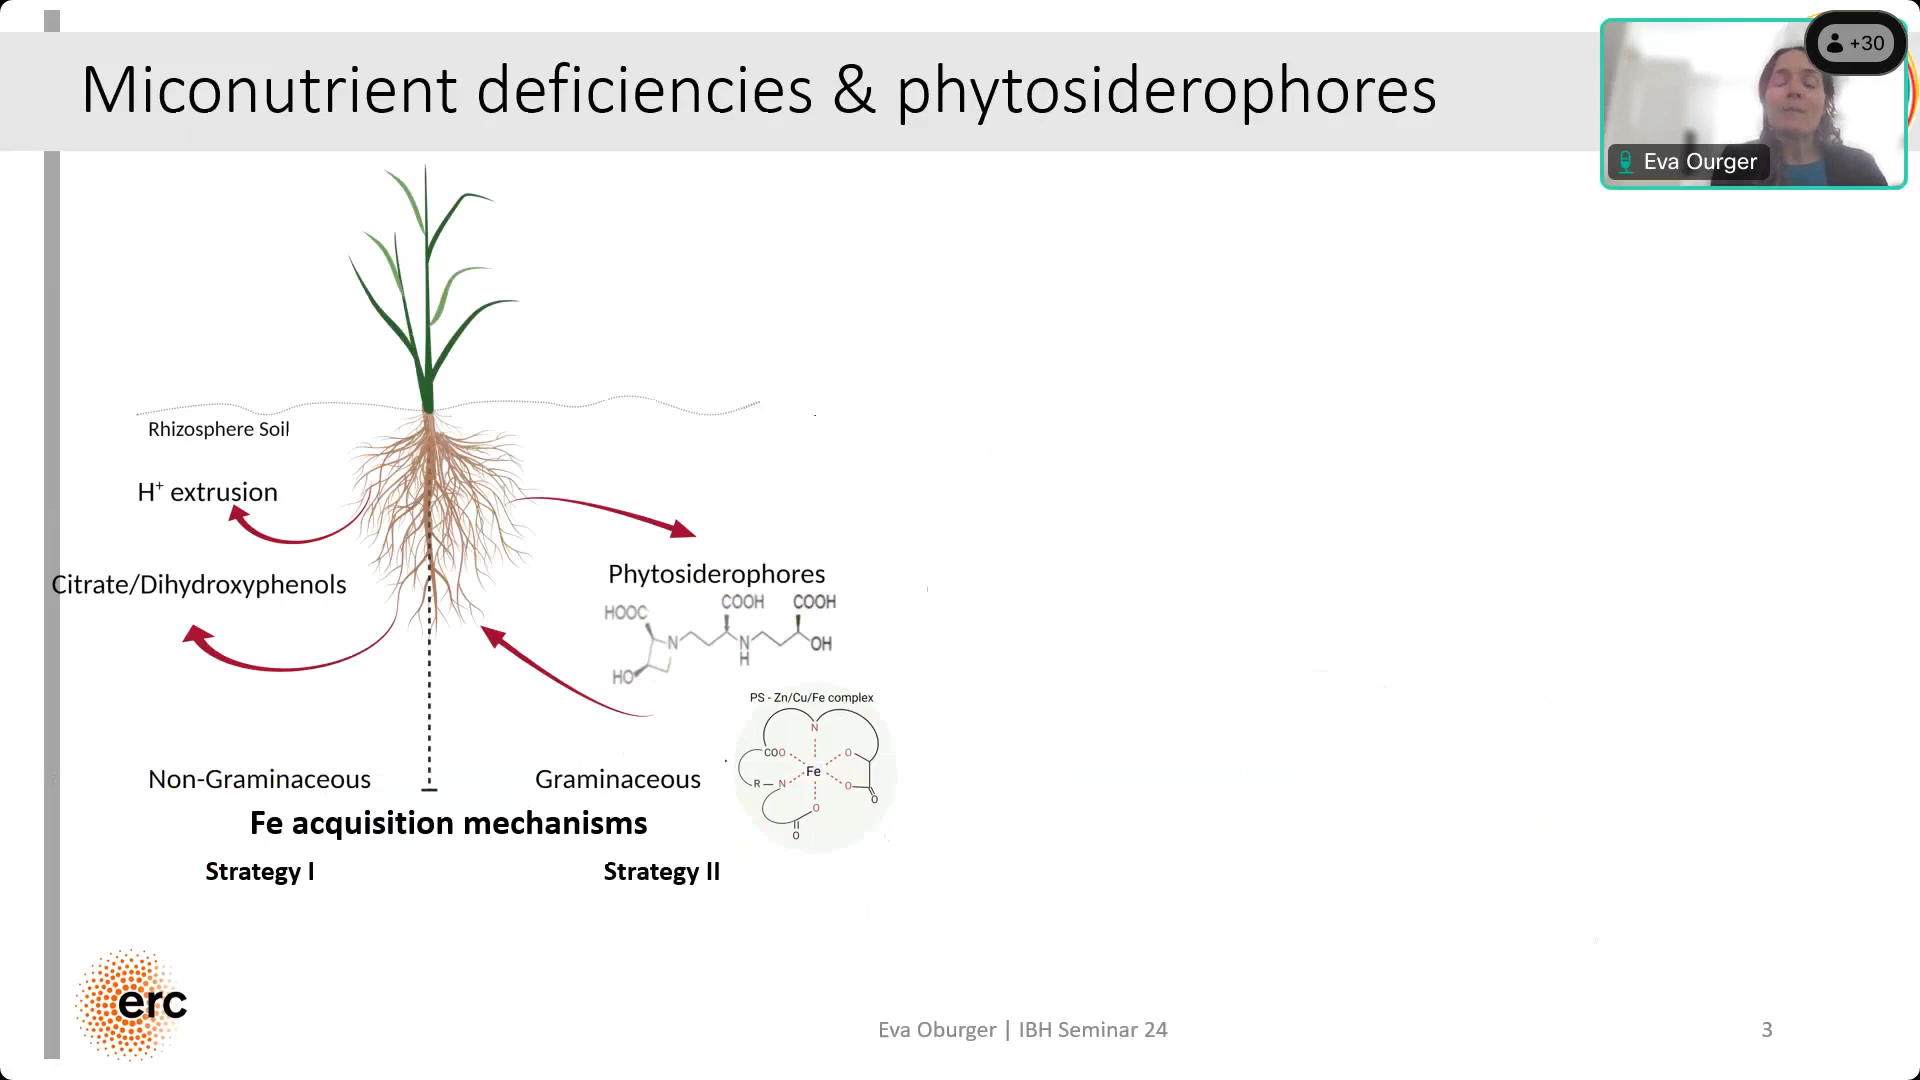 Miconutrient deficiencies & phytosiderophores
+30
Eva Ourger
Rhizosphere Soil
H⁺ extrusion
Citrate/Dihydroxyphenols
Phytosiderophores
HOOC
COOH
COOH
N
N
H
OH
HO
PS - Zn/Cu/Fe complex
N
COO
O
Fe
R
N
O
O
O
O
Non-Graminaceous
Graminaceous
Fe acquisition mechanisms
Strategy I
Strategy II
erc
Eva Oburger | IBH Seminar 24
3